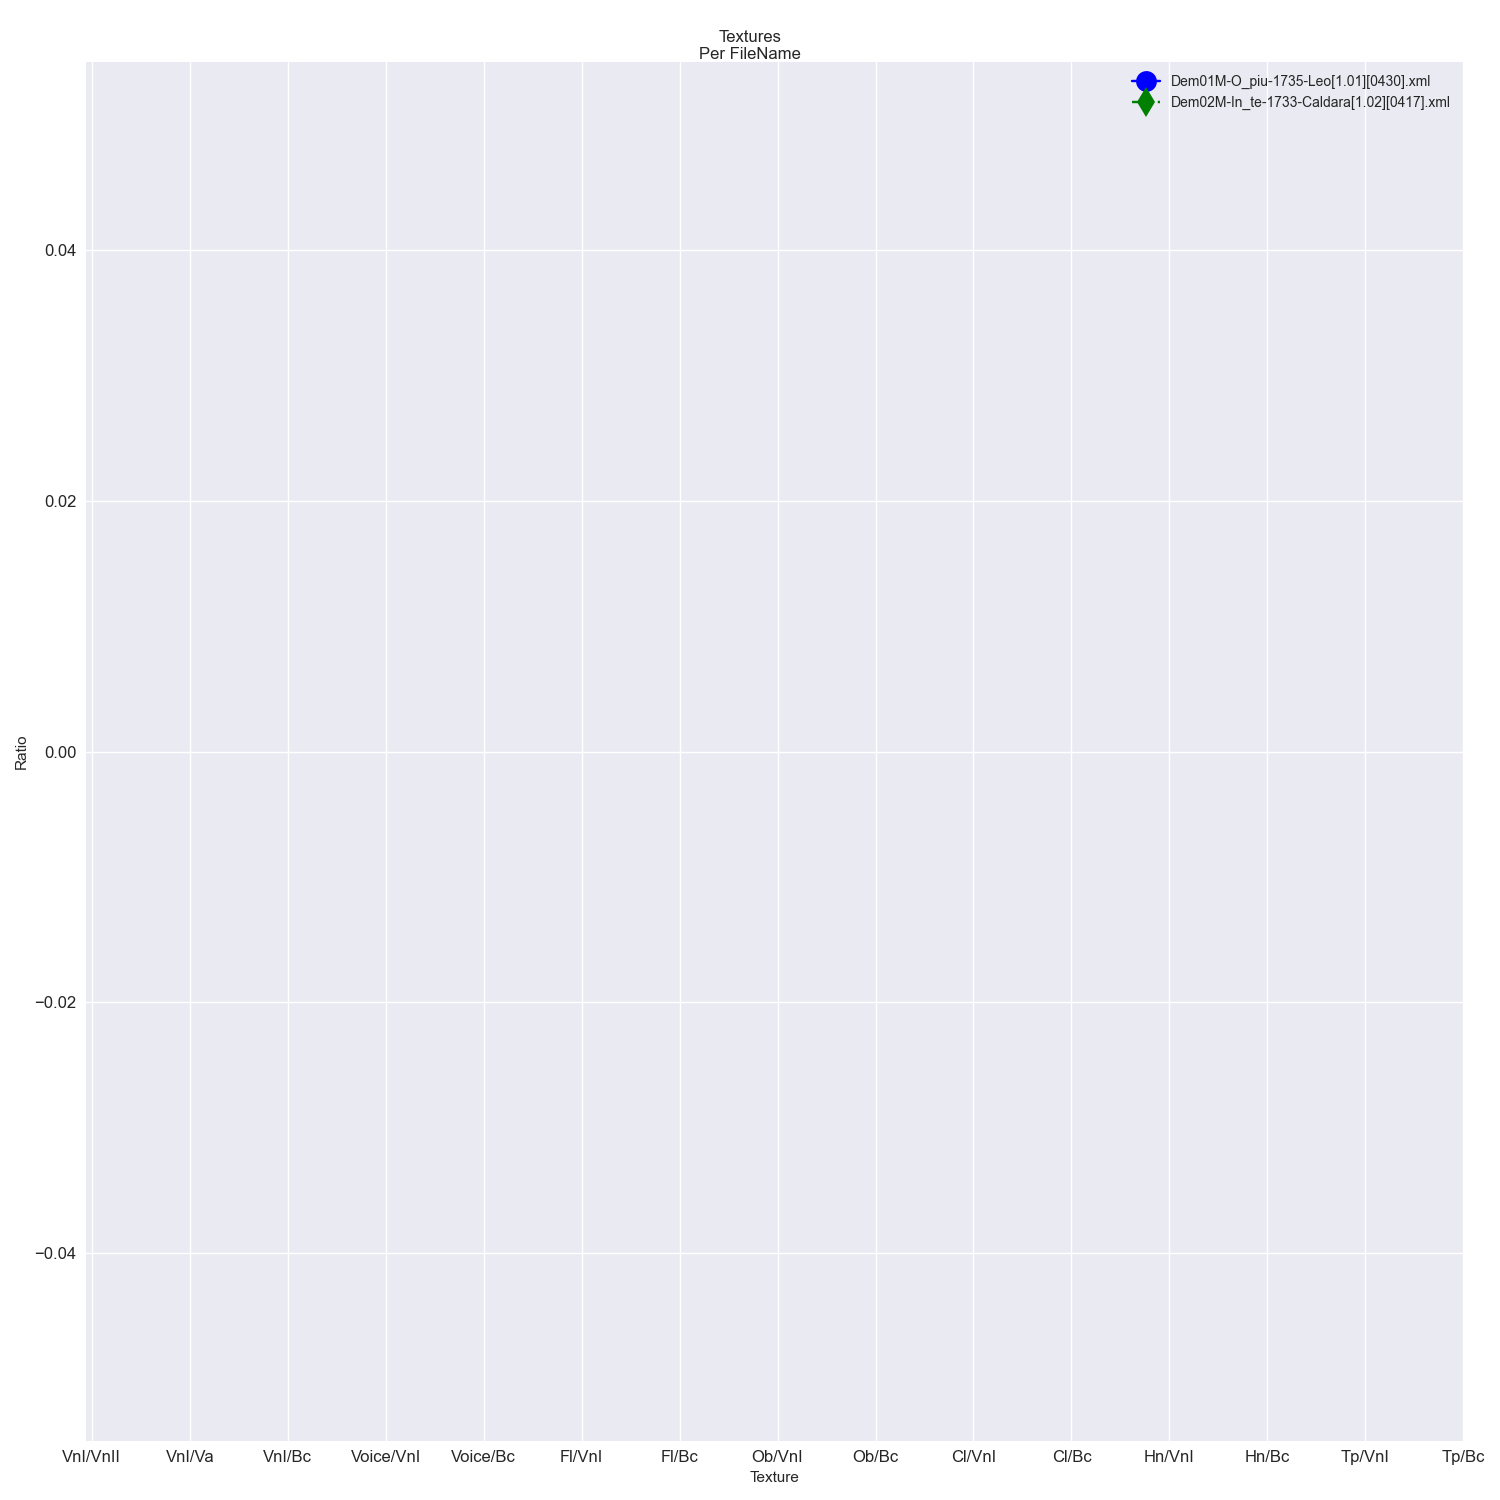 Textures
Per FileName
Dem01M-O_piu-1735-Leo[1.01][0430].xml
Dem02M-In_te-1733-Caldara[1.02][0417].xml
0.04
0.02
0.00
−0.02
−0.04
Ratio
VnI/VnII VnI/Va VnI/Bc Voice/VnI Voice/Bc Fl/VnI Fl/Bc Ob/VnI Ob/Bc Cl/VnI Cl/Bc Hn/VnI Hn/Bc Tp/VnI Tp/Bc
Texture